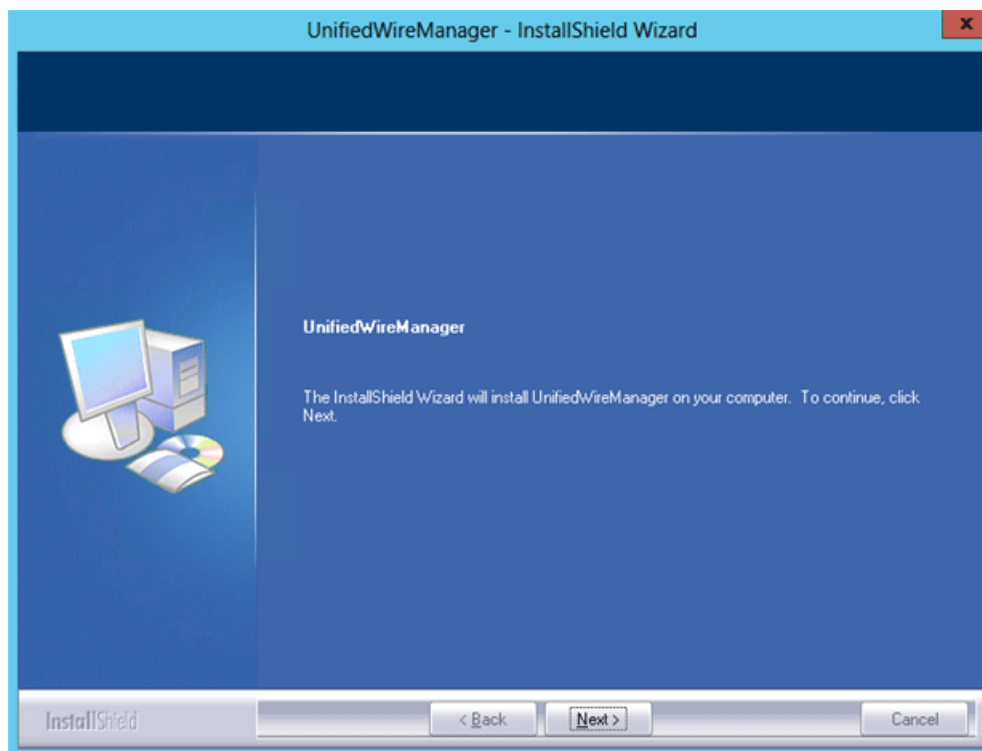 UnifiedWireManager - InstallShield Wizard
x
UnifiedWireManager
The InstallShield Wizard will install UnifiedWireManager on your computer. To continue, click
Next.
InstallShield
< Back
Next >
Cancel